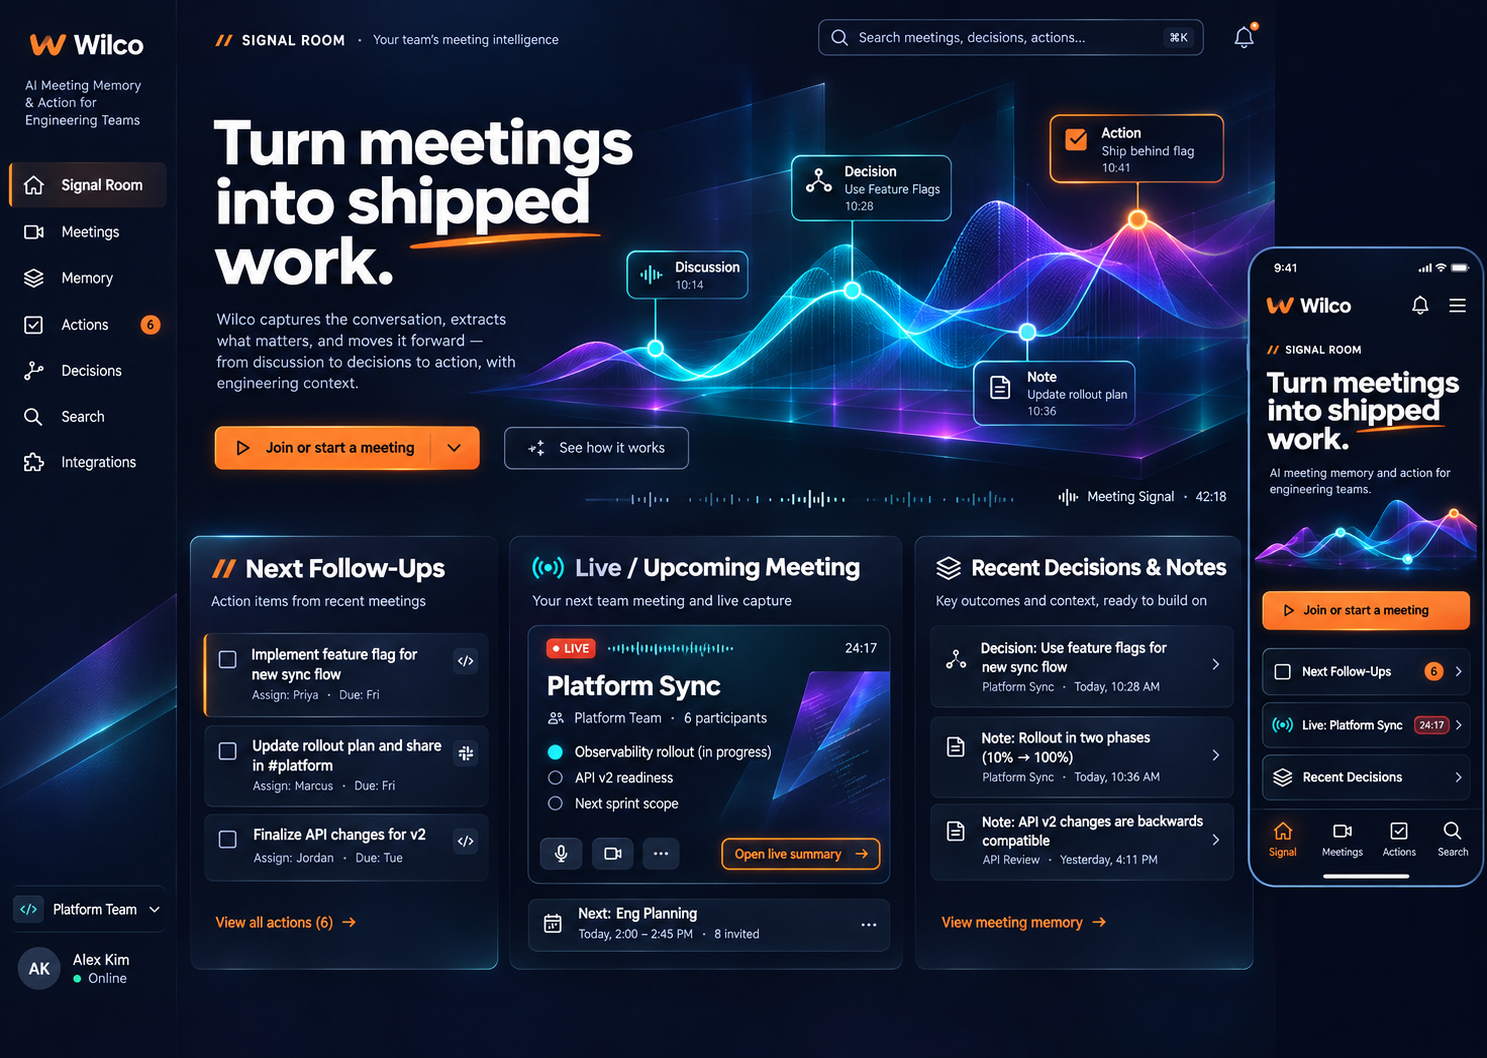 Wilco
AI Meeting Memory
& Action for
Engineering Teams
Signal Room
Meetings
Memory
Actions
6
Decisions
Search
Integrations
Platform Team
AK
Alex Kim
Online
// SIGNAL ROOM · Your team's meeting intelligence
Search meetings, decisions, actions...
⌘K
Turn meetings
into shipped
work.
Wilco captures the conversation, extracts
what matters, and moves it forward —
from discussion to decisions to action, with
engineering context.
Join or start a meeting
See how it works
Discussion
10:14
Decision
Use Feature Flags
10:28
Action
Ship behind flag
10:41
Note
Update rollout plan
10:36
Meeting Signal · 42:18
// Next Follow-Ups
Action items from recent meetings
Implement feature flag for
new sync flow
Assign: Priya · Due: Fri
</>
Update rollout plan and share
in #platform
Assign: Marcus · Due: Fri
Finalize API changes for v2
Assign: Jordan · Due: Tue
</>
View all actions (6) →
Live / Upcoming Meeting
Your next team meeting and live capture
LIVE
24:17
Platform Sync
Platform Team · 6 participants
Observability rollout (in progress)
API v2 readiness
Next sprint scope
Open live summary →
Next: Eng Planning
Today, 2:00 – 2:45 PM · 8 invited
Recent Decisions & Notes
Key outcomes and context, ready to build on
Decision: Use feature flags for
new sync flow
Platform Sync · Today, 10:28 AM
Note: Rollout in two phases
(10% → 100%)
Platform Sync · Today, 10:36 AM
Note: API v2 changes are backwards
compatible
API Review · Yesterday, 4:11 PM
View meeting memory →
9:41
Wilco
// SIGNAL ROOM
Turn meetings
into shipped
work.
AI meeting memory and action for
engineering teams.
Join or start a meeting
Next Follow-Ups
6
Live: Platform Sync
24:17
Recent Decisions
Signal
Meetings
Actions
Search